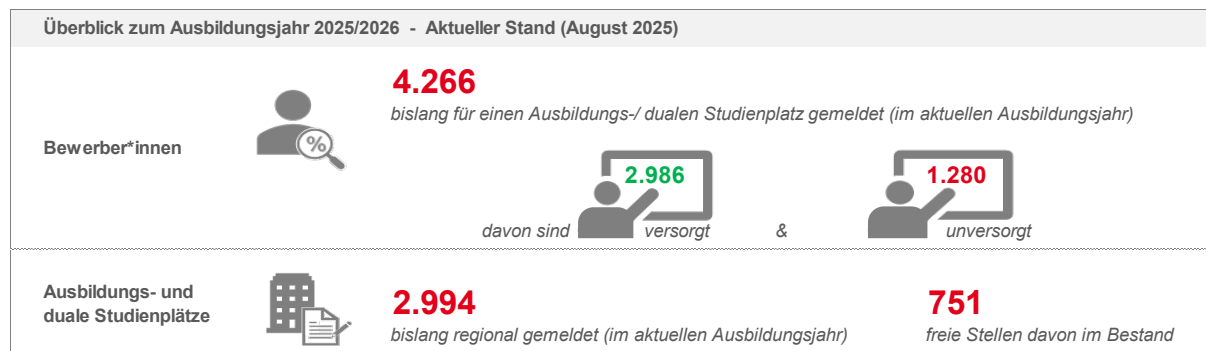 Überblick zum Ausbildungsjahr 2025/2026 - Aktueller Stand (August 2025)
4.266
bislang für einen Ausbildungs-/ dualen Studienplatz gemeldet (im aktuellen Ausbildungsjahr)
Bewerber*innen
%
2.986
1.280
davon sind versorgt & unversorgt
Ausbildungs- und
duale Studienplätze
2.994
751
bislang regional gemeldet (im aktuellen Ausbildungsjahr)
freie Stellen davon im Bestand